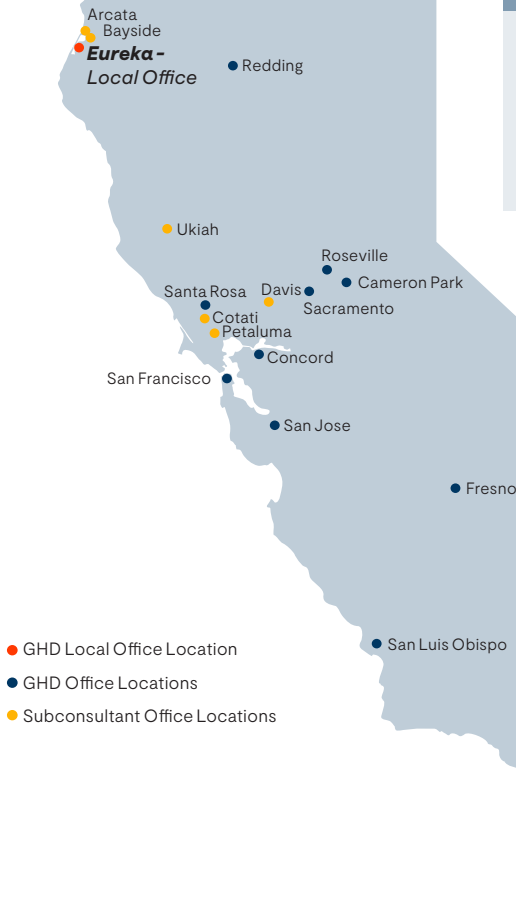 Arcata
Bayside
Eureka -
Local Office
Redding
Ukiah
Roseville
Cameron Park
Santa Rosa
Davis
Sacramento
Cotati
Petaluma
Concord
San Francisco
San Jose
Fresno
San Luis Obispo
GHD Local Office Location
GHD Office Locations
Subconsultant Office Locations